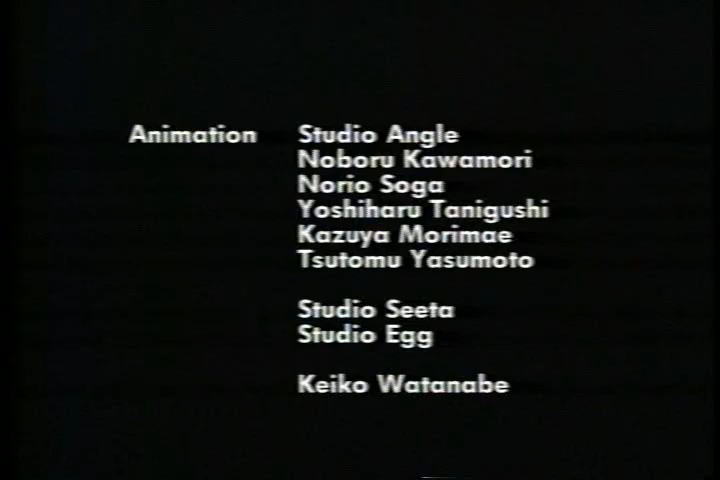 Animation Studio Angle
Noboru Kawamori
Norio Soga
Yoshiharu Tanigushi
Kazuya Morimae
Tsutomu Yasumoto
Studio Seeta
Studio Egg
Keiko Watanabe